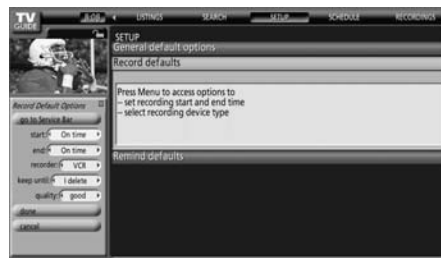 TV
GUIDE
8:08
LISTINGS
SEARCH
SETUP
SCHEDULE
RECORDINGS
SETUP
General default options
Record defaults
Press Menu to access options to
– set recording start and end time
– select recording device type
Remind defaults
Record Default Options
go to Service Bar
start: On time
end: On time
recorder: VCR
keep until: I delete
quality: good
done
cancel